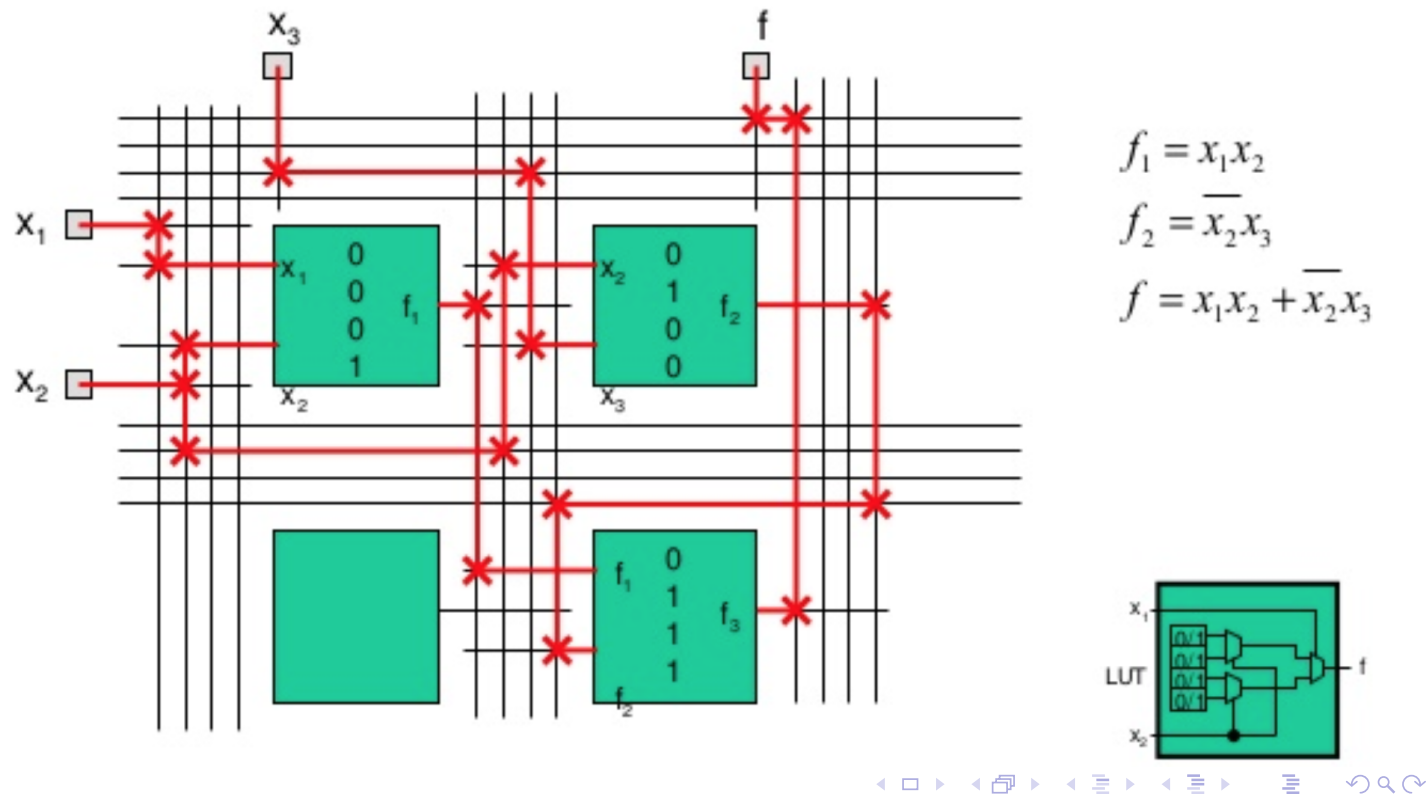 x₃
f
x₁
x₂
x₁
0
0
0
1
f₁
x₂
x₂
0
1
0
0
f₂
x₃
f₁
0
1
1
1
f₃
f₂
f₁ = x₁x₂
f₂ = x̅₂x₃
f = x₁x₂ + x̅₂x₃
x₁
0/1
0/1
0/1
0/1
LUT
f
x₂